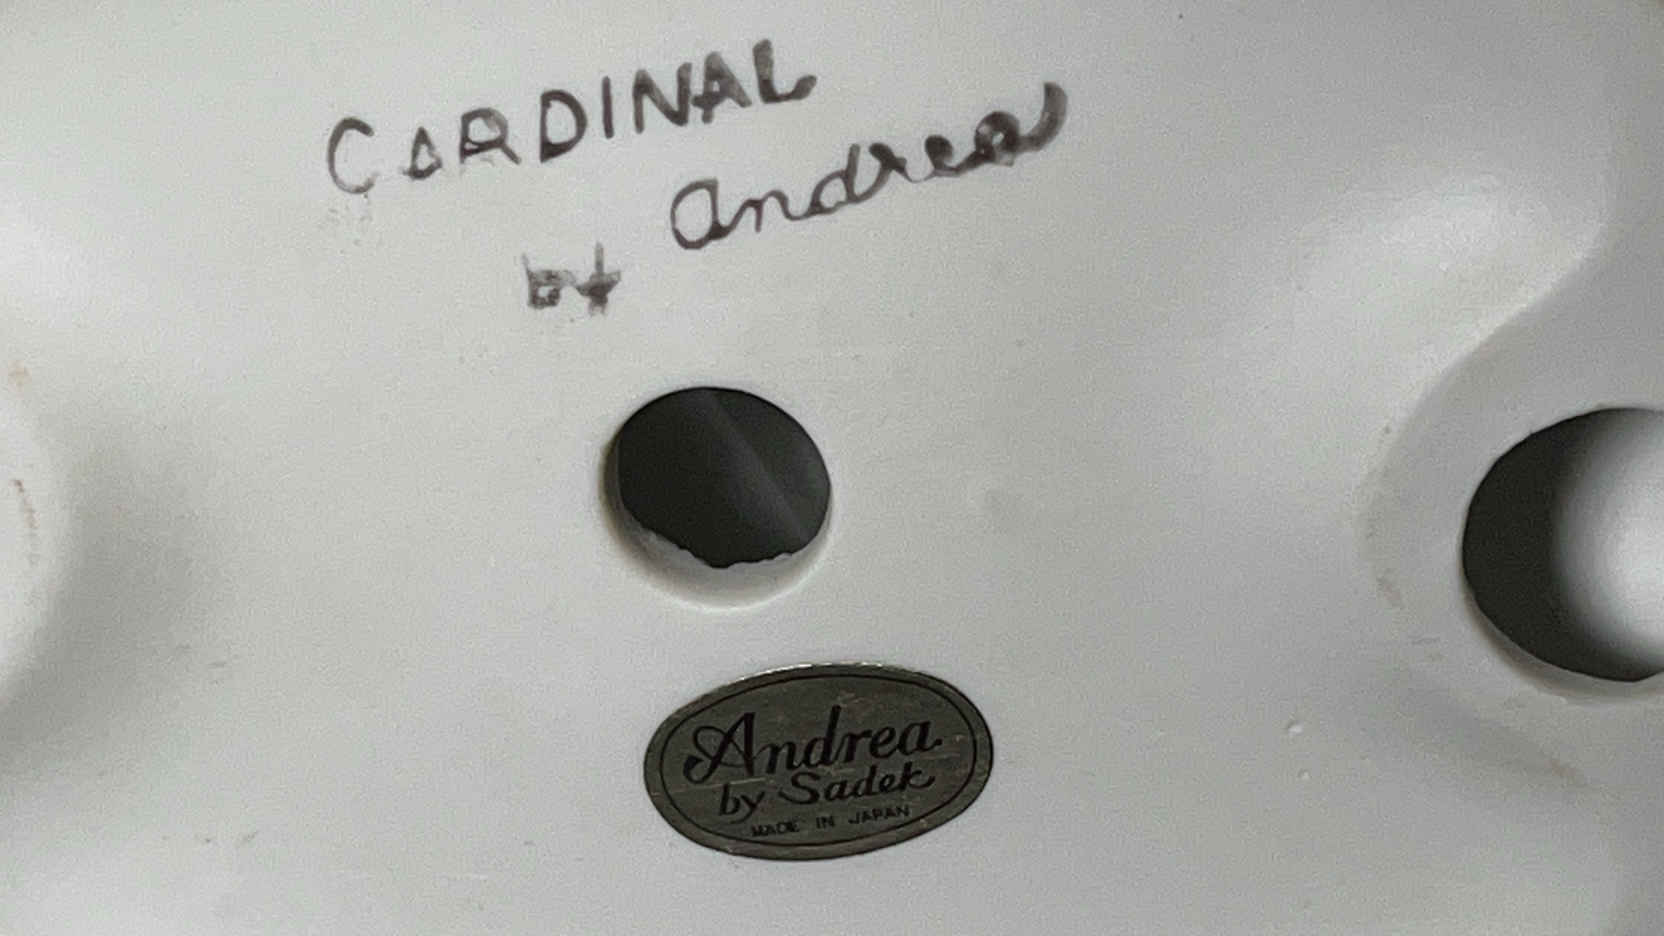 CARDINAL
by Andrea
Andrea
by Sadek
MADE IN JAPAN